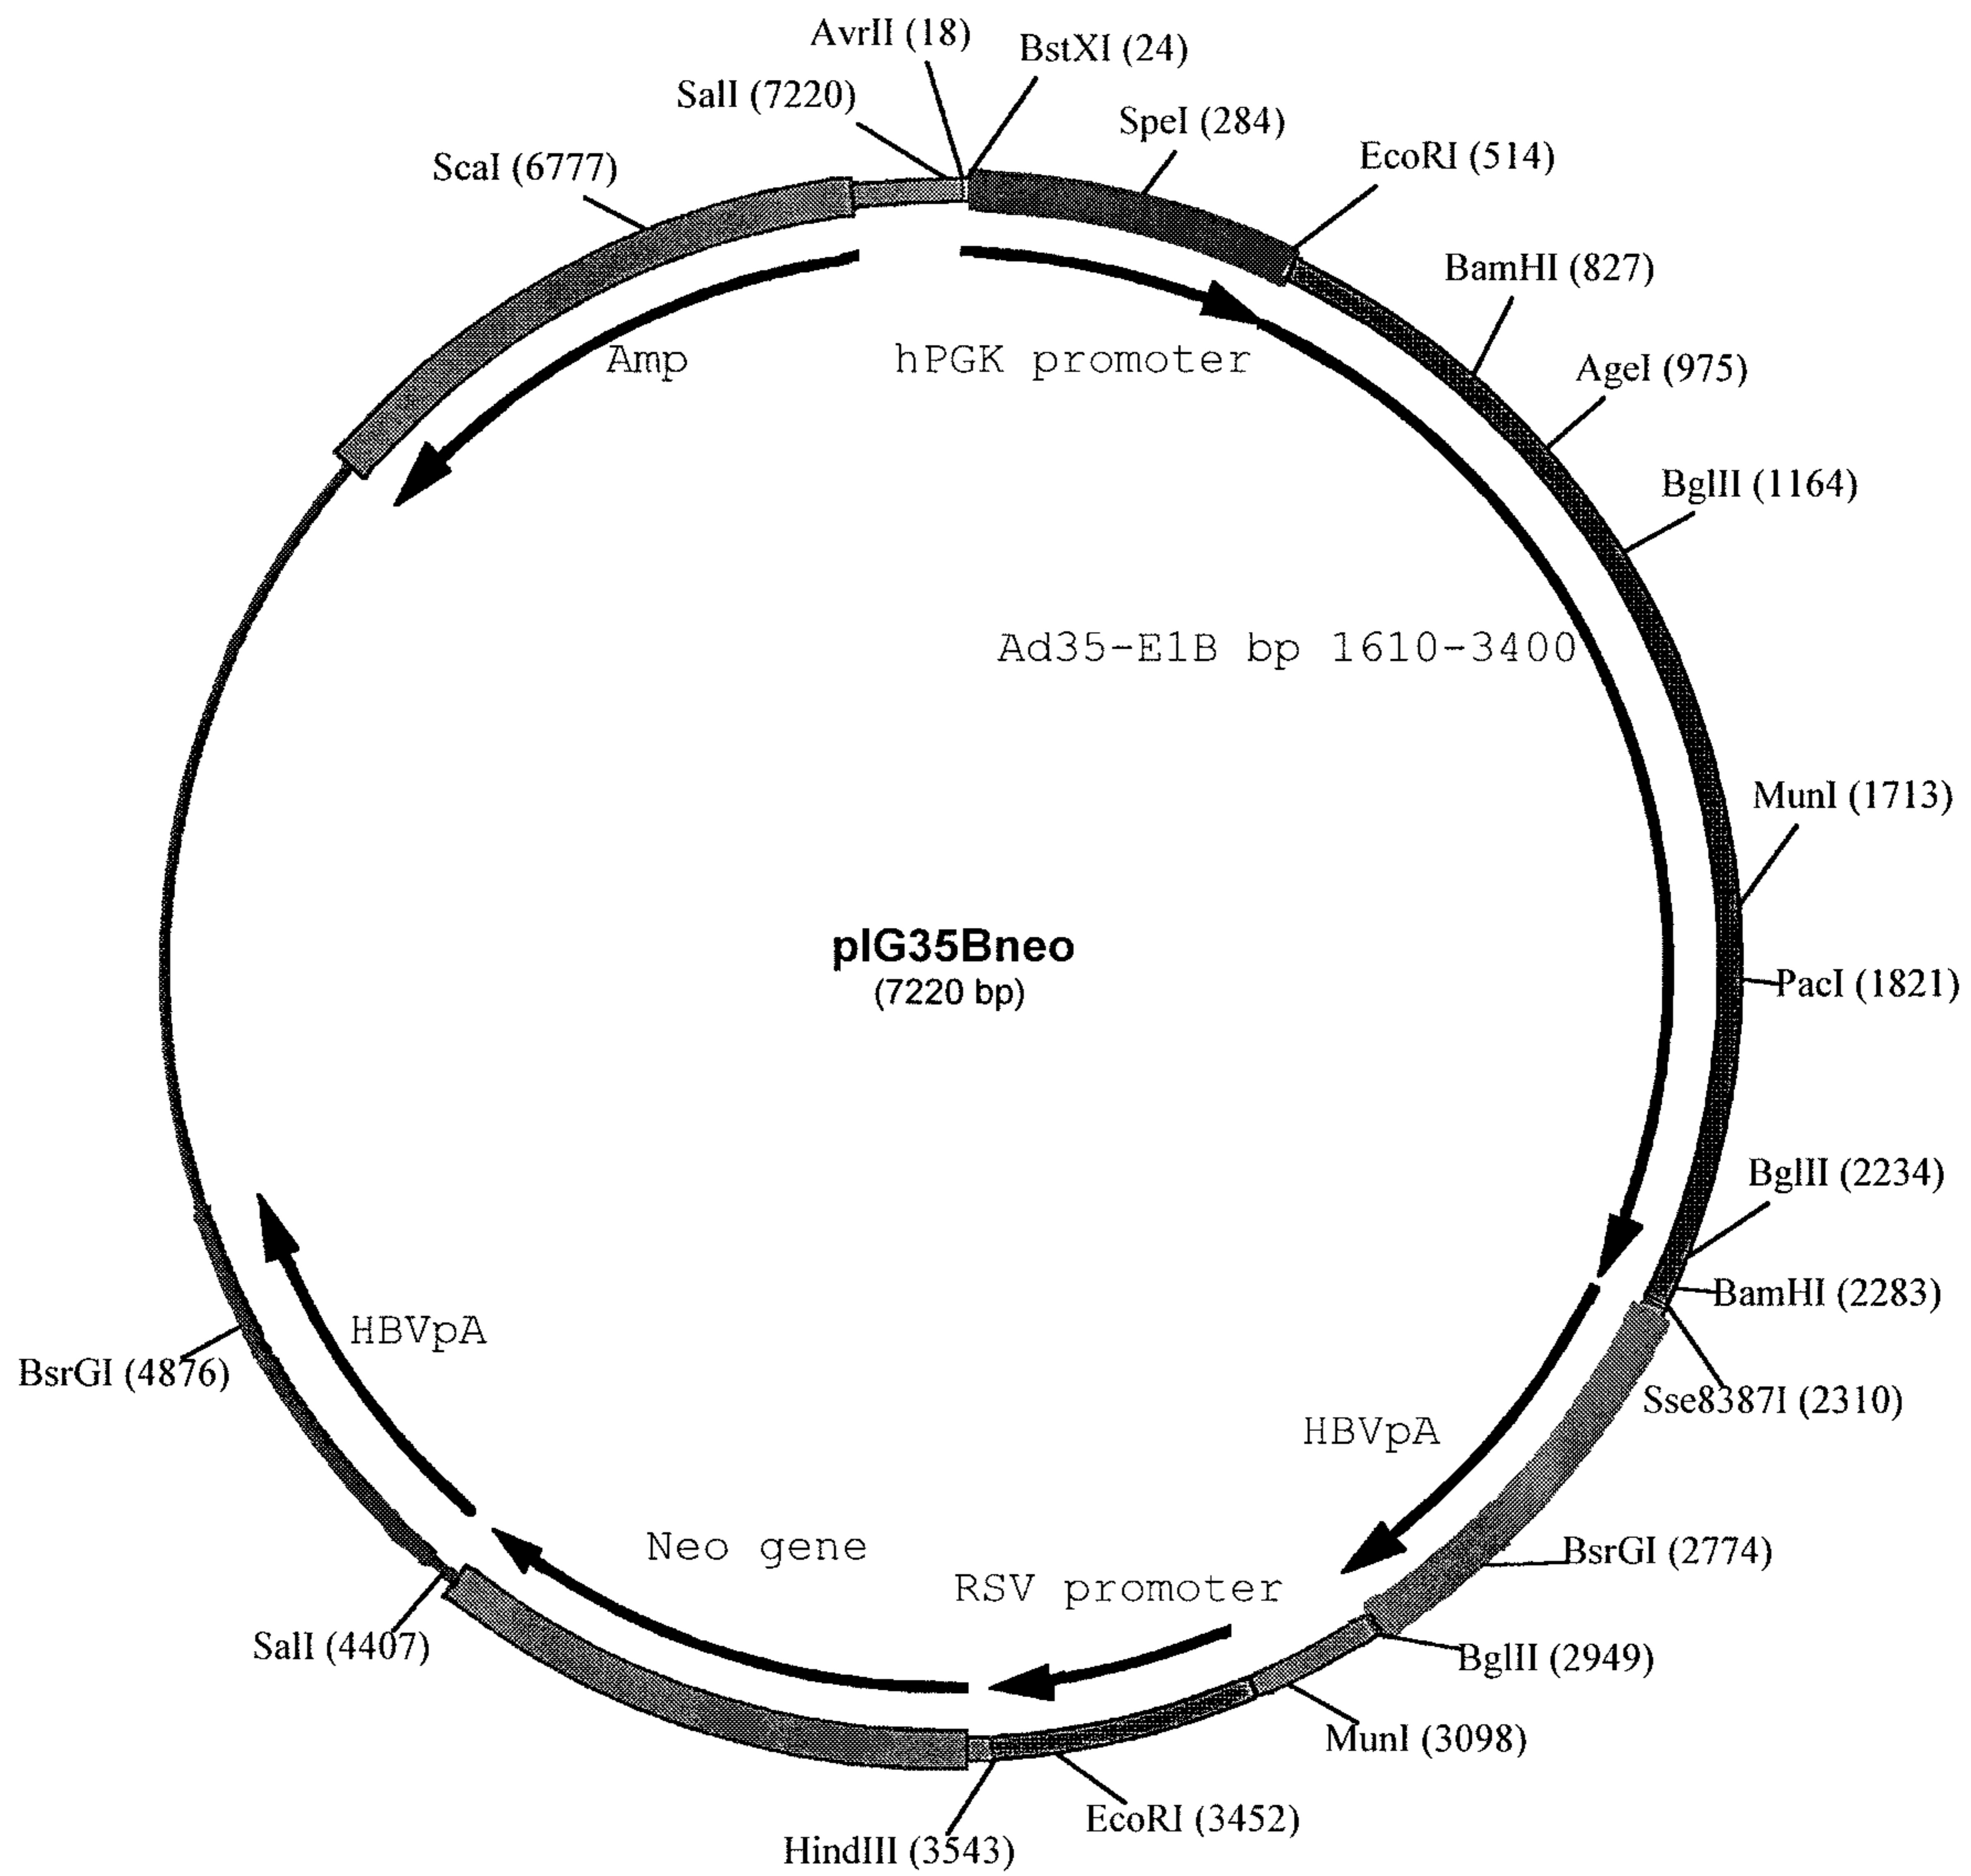 AvrII (18)
BstXI (24)
SalI (7220)
SpeI (284)
ScaI (6777)
EcoRI (514)
BamHI (827)
Amp
hPGK promoter
AgeI (975)
BglII (1164)
Ad35-E1B bp 1610-3400
MunI (1713)
pIG35Bneo
(7220 bp)
PacI (1821)
BglII (2234)
BamHI (2283)
HBVpA
BsrGI (4876)
Sse8387I (2310)
HBVpA
Neo gene
BsrGI (2774)
RSV promoter
SalI (4407)
BglII (2949)
MunI (3098)
EcoRI (3452)
HindIII (3543)